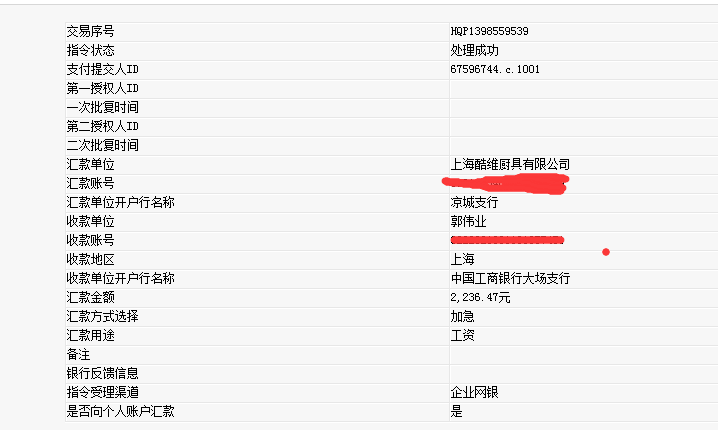 交易序号 HQP1398559539
指令状态 处理成功
支付提交人ID 67596744.c.1001
第一授权人ID
一次批复时间
第二授权人ID
二次批复时间
汇款单位 上海酷维厨具有限公司
汇款账号
汇款单位开户行名称 凉城支行
收款单位 郭伟业
收款账号
收款地区 上海
收款单位开户行名称 中国工商银行大场支行
汇款金额 2,236.47元
汇款方式选择 加急
汇款用途 工资
备注
银行反馈信息
指令受理渠道 企业网银
是否向个人账户汇款 是